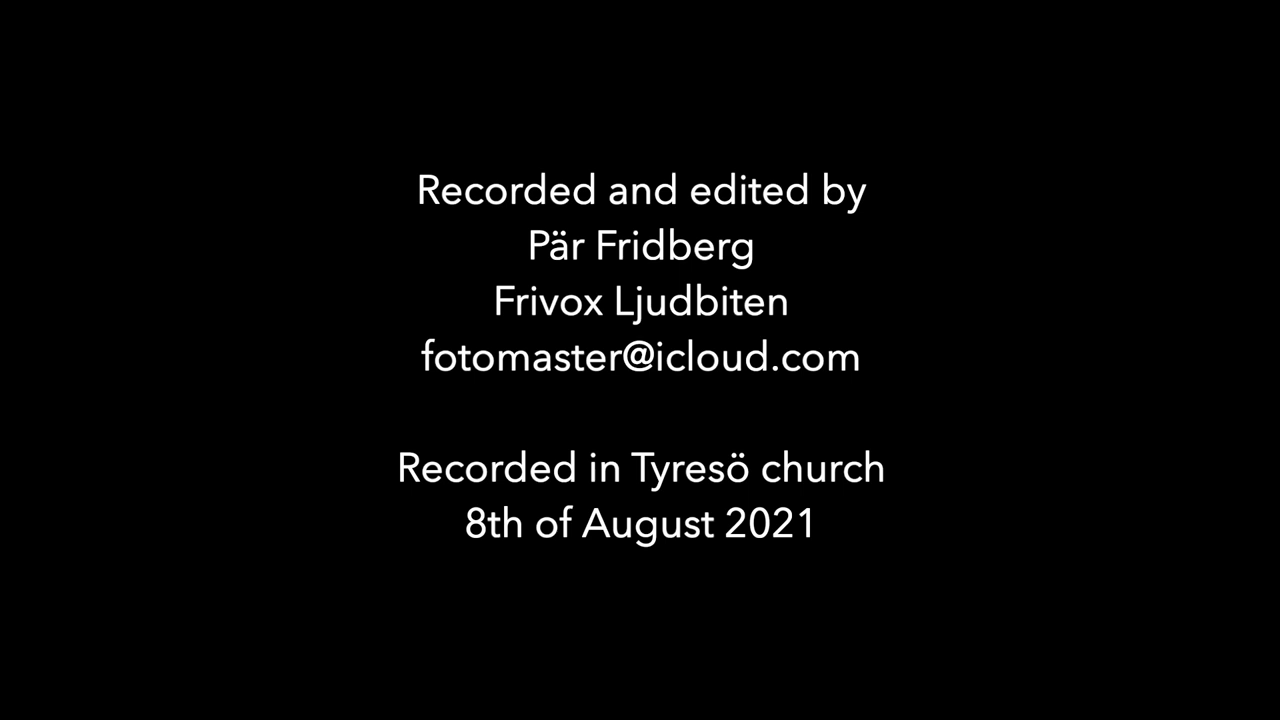 Recorded and edited by
Pär Fridberg
Frivox Ljudbiten
fotomaster@icloud.com
Recorded in Tyresö church
8th of August 2021